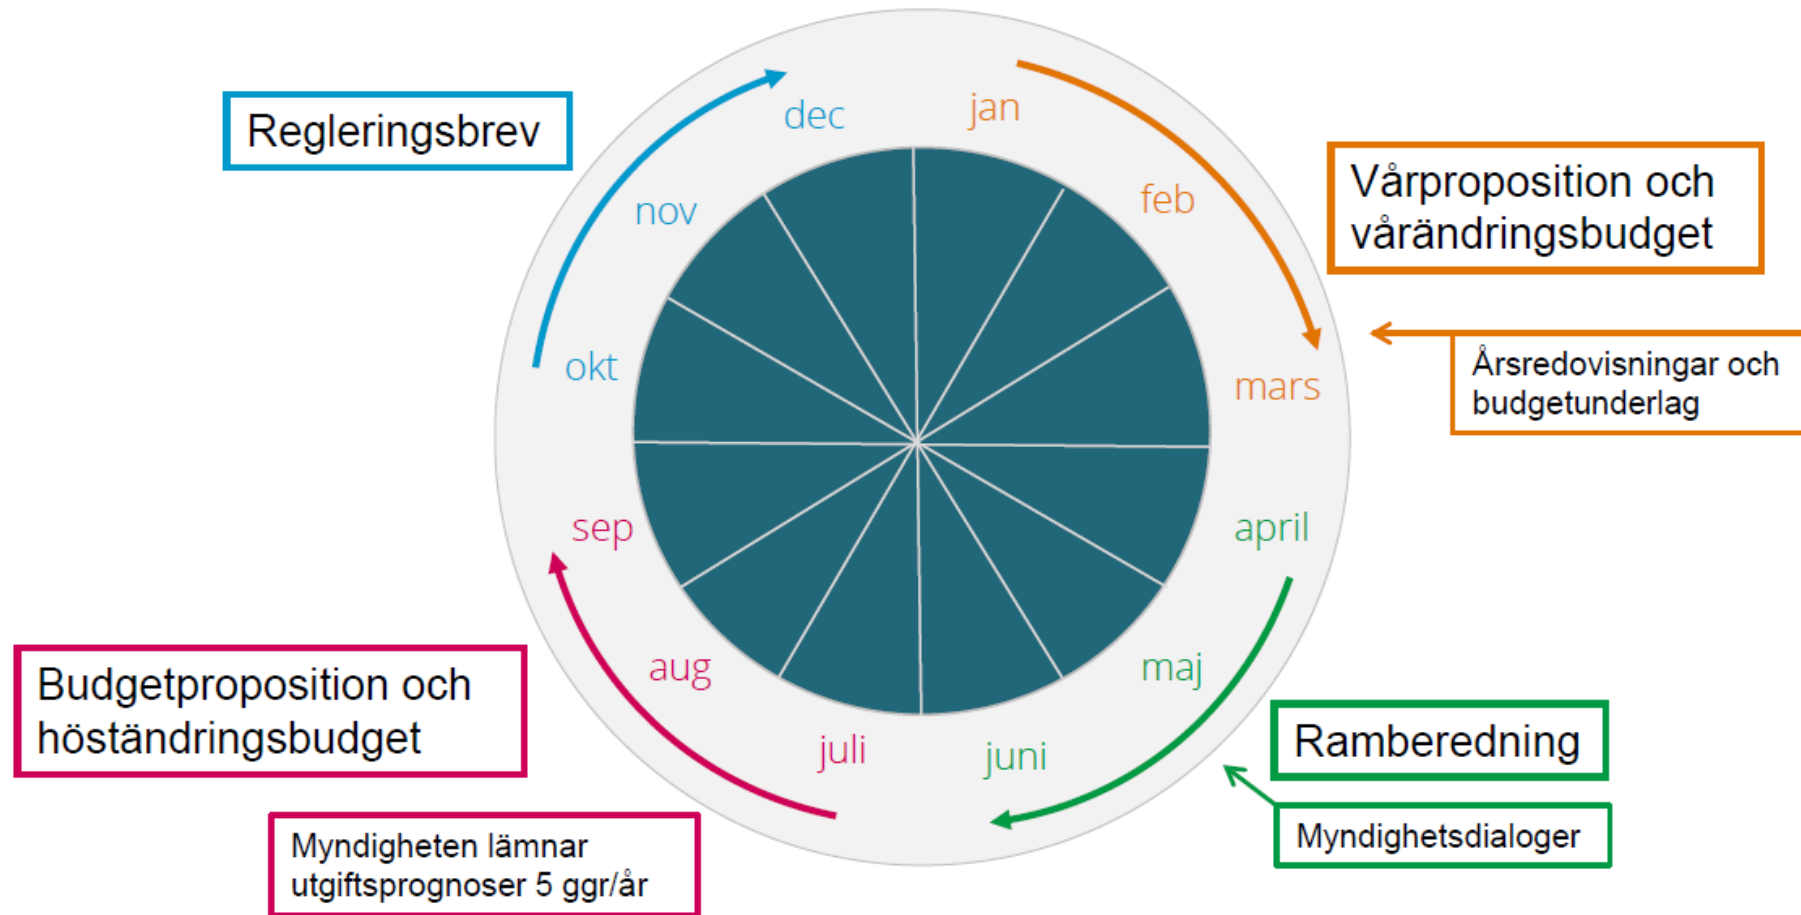 Regleringsbrev
dec
jan
nov
feb
okt
mars
Vårproposition och
vårändringsbudget
Årsredovisningar och
budgetunderlag
sep
april
aug
maj
juli
juni
Budgetproposition och
höständringsbudget
Myndigheten lämnar
utgiftsprognoser 5 ggr/år
Ramberedning
Myndighetsdialoger